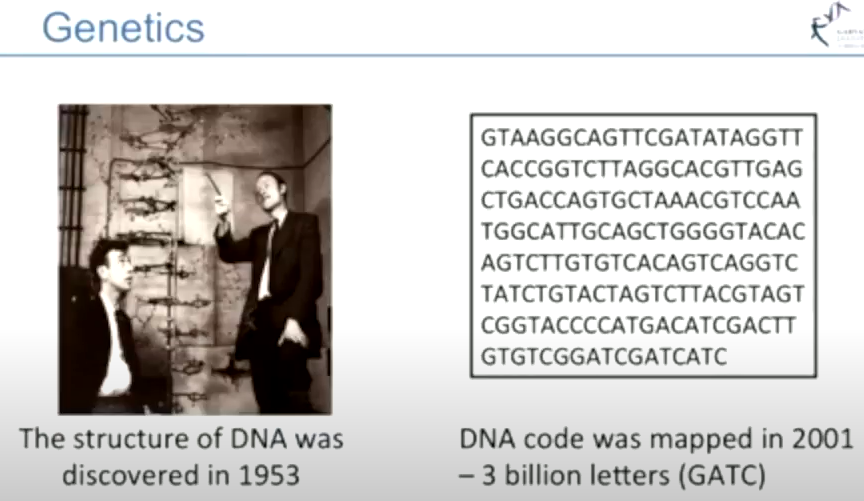 Genetics
GTAAGGCAGTTCGATATAGGTT
CACCGGTCTTAGGCACGTTGAG
CTGACCAGTGCTAAACGTCCAA
TGGCATTGCAGCTGGGGTACAC
AGTCTTGTGTCACAGTCAGGTC
TATCTGTACTAGTCTTACGTAGT
CGGTACCCCATGACATCGACTT
GTGTCGGATCGATCATC
The structure of DNA was
discovered in 1953
DNA code was mapped in 2001
– 3 billion letters (GATC)